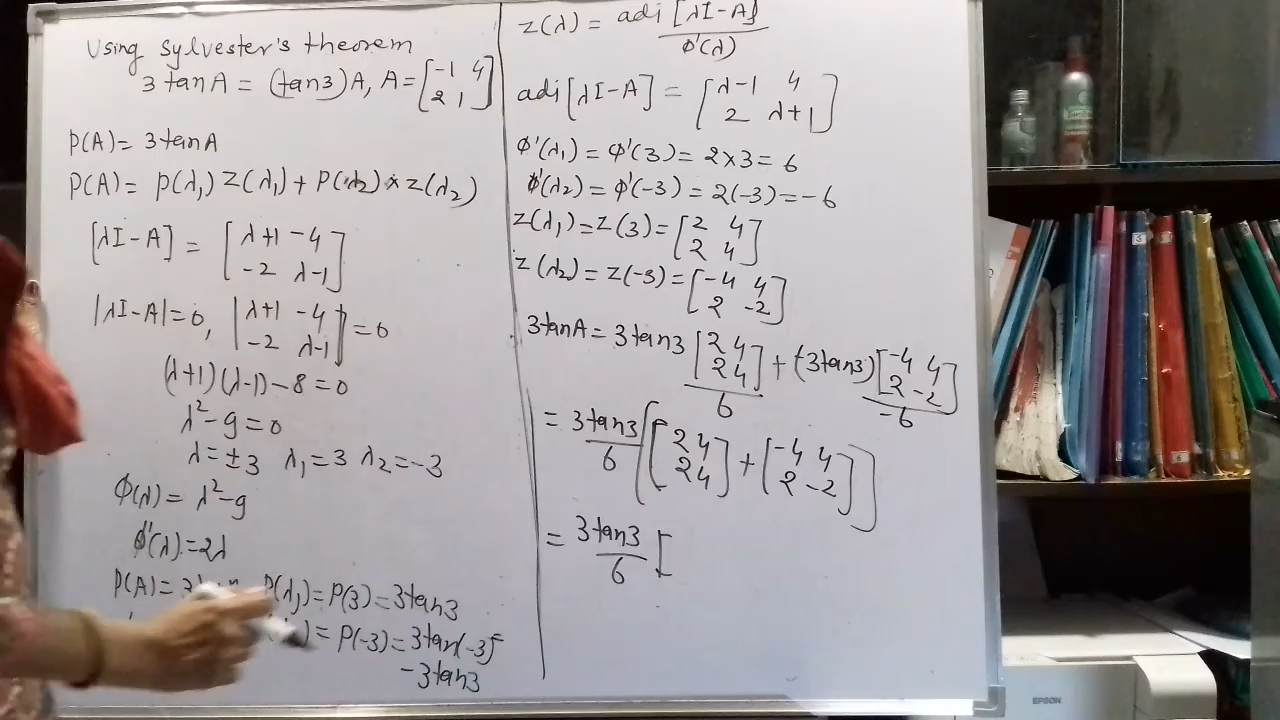 Using Sylvester's theorem
3 tanA = (tan3)A, A = [-1 4
2 1]
P(A) = 3tanA
P(A) = P(λ₁) Z(λ₁) + P(λ₂) × Z(λ₂)
[λI-A] = [λ+1 -4
-2 λ-1]
|λI-A| = 0, |λ+1 -4
-2 λ-1| = 0
(λ+1)(λ-1) - 8 = 0
λ² - 9 = 0
λ = ±3 λ₁ = 3 λ₂ = -3
Φ(λ) = λ² - 9
Φ'(λ) = 2λ
P(A) = 3tan P(λ₁) = P(3) = 3tan3
) = P(-3) = 3tan(-3) =
-3tan3
Z(λ) = adj [λI-A]
Φ'(λ)
adj [λI-A] = [λ-1 4
2 λ+1]
Φ'(λ₁) = Φ'(3) = 2×3 = 6
Φ'(λ₂) = Φ'(-3) = 2(-3) = -6
Z(λ₁) = Z(3) = [2 4
2 4]
Z(λ₂) = Z(-3) = [-4 4
2 -2]
3tanA = 3tan3 [2 4 + (-3tan3) [-4 4
2 4] 2 -2]
6 -6
= 3tan3 [[2 4 + [-4 4
6 2 4] 2 -2]]
= 3tan3 [
6
EPSON